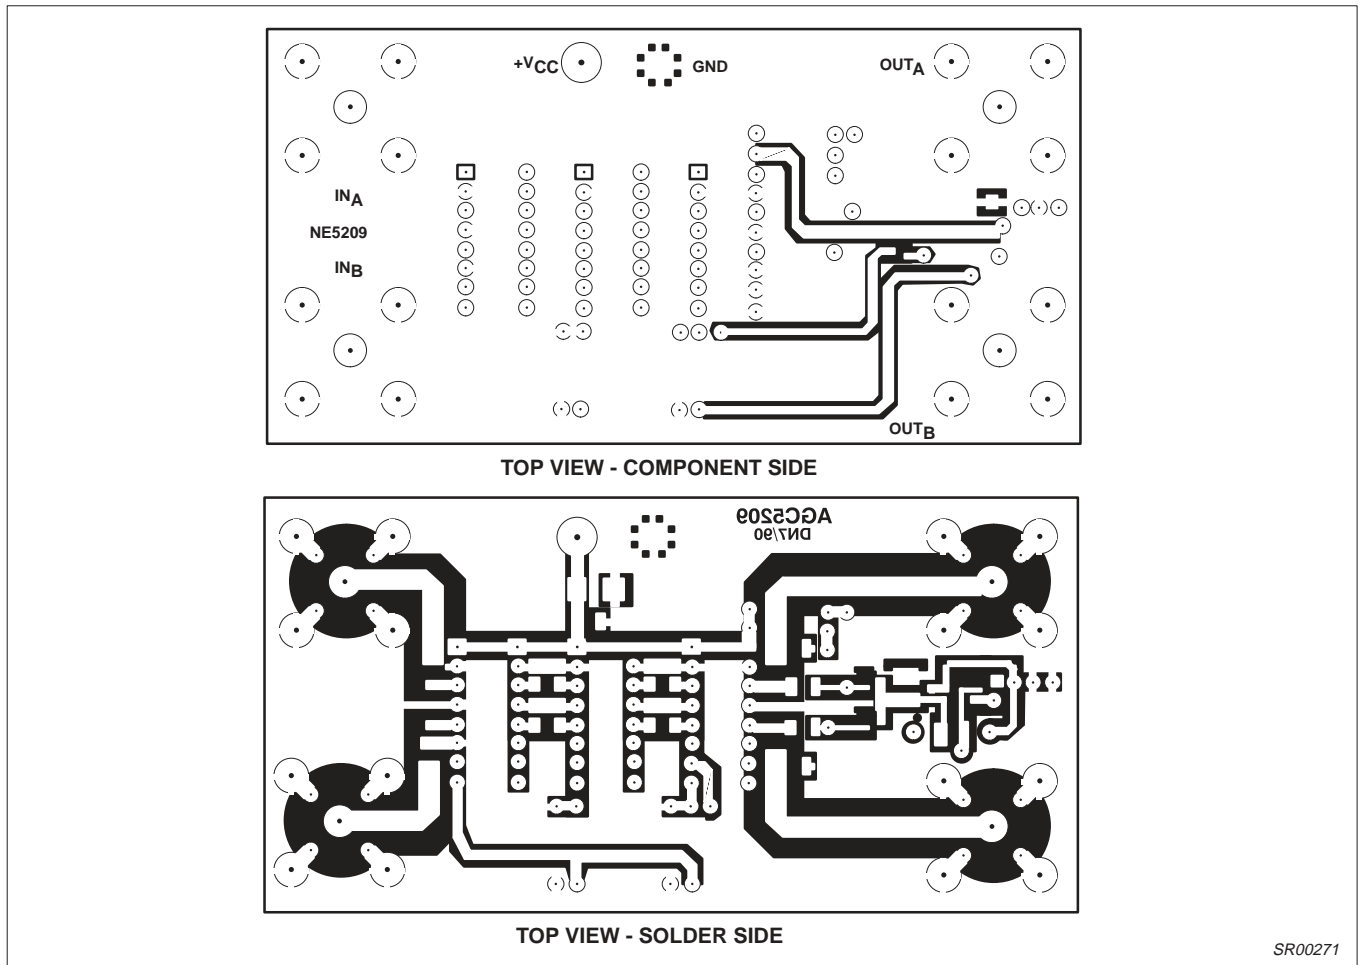 +VCC
GND
OUTA
INA
NE5209
INB
OUTB
TOP VIEW - COMPONENT SIDE
AGC5209
DN7/90
TOP VIEW - SOLDER SIDE
SR00271